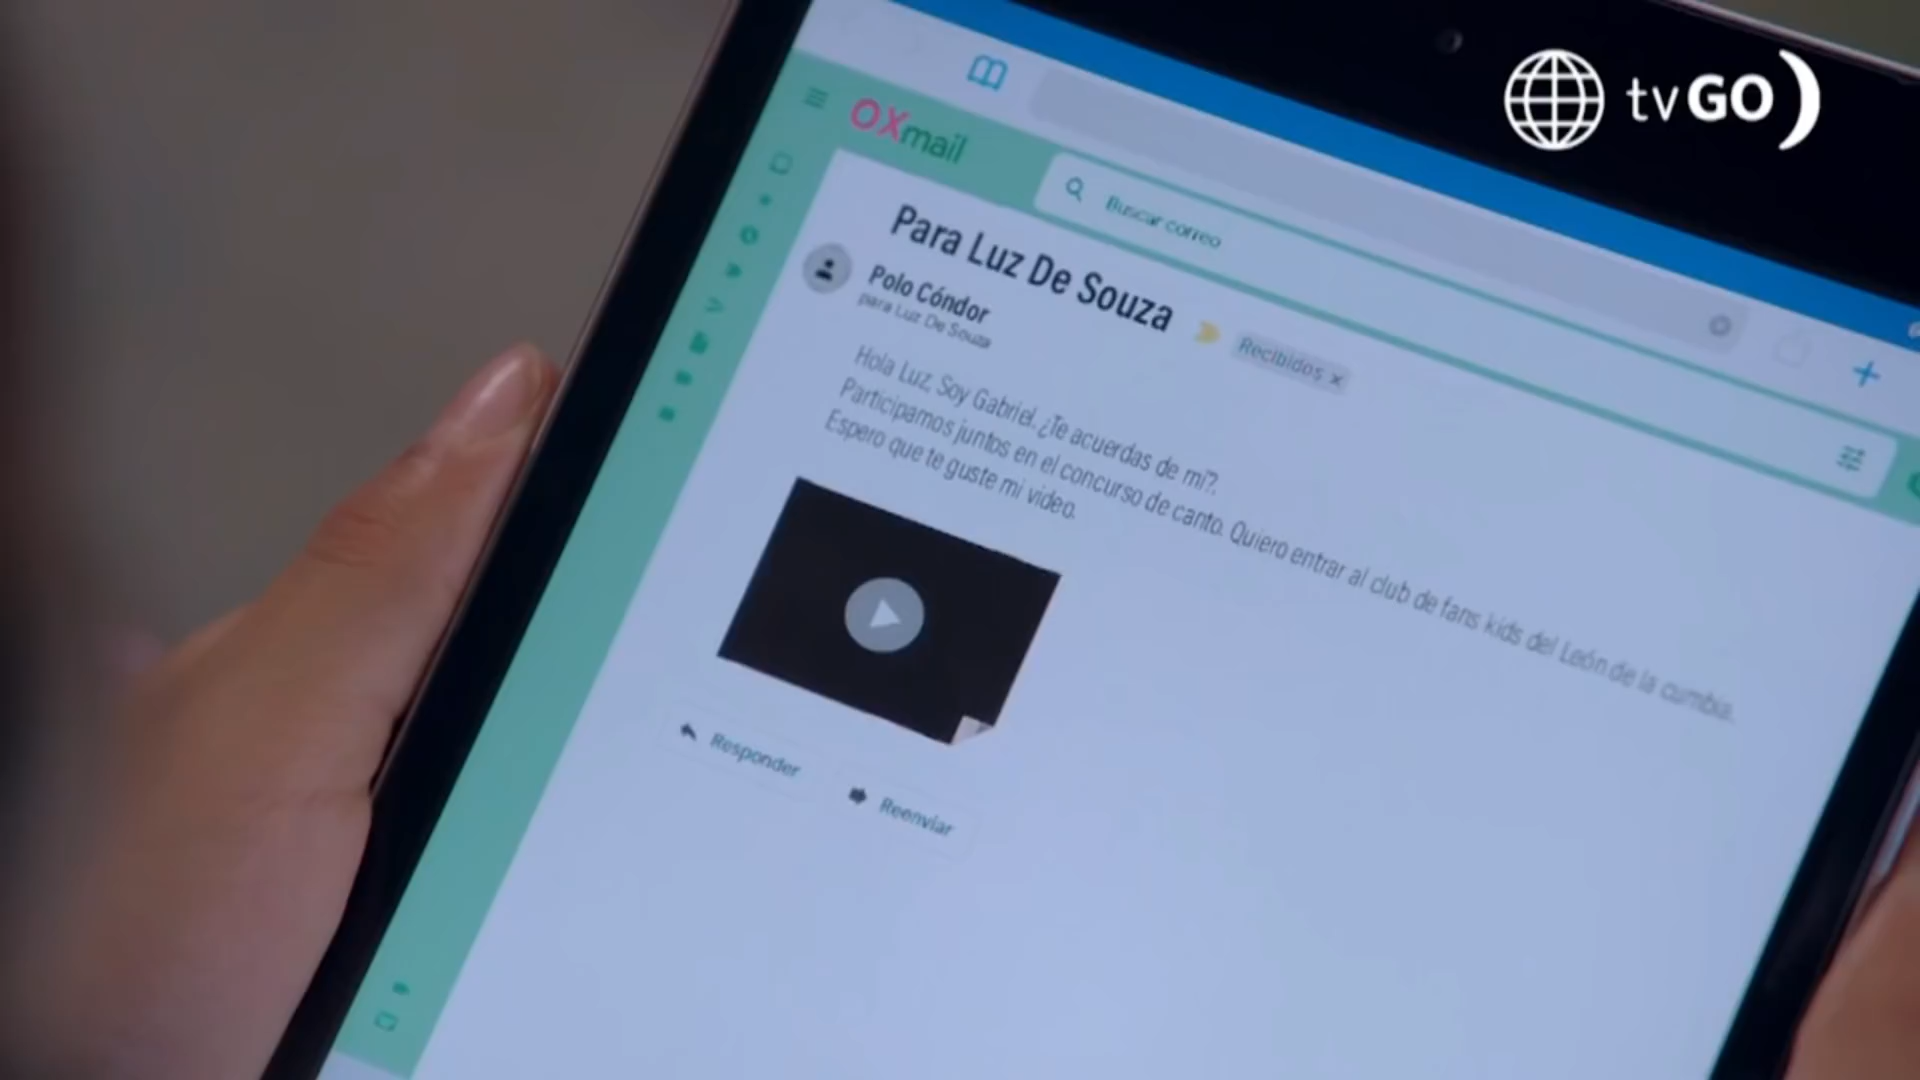 tvGO
OXmail
Buscar correo
Para Luz De Souza
Recibidos x
Polo Cóndor
para Luz De Souza
Hola Luz, Soy Gabriel. ¿Te acuerdas de mí?.
Participamos juntos en el concurso de canto. Quiero entrar al club de fans kids del León de la cumbia.
Espero que te guste mi video.
Responder
Reenviar